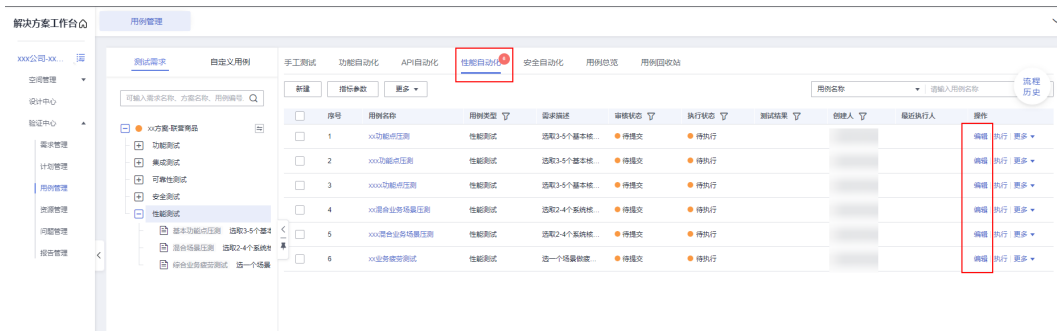 解决方案工作台
用例管理
xxx公司-xx...
空间管理
设计中心
验证中心
需求管理
计划管理
用例管理
资源管理
问题管理
报告管理
测试需求 自定义用例
可输入需求名称、方案名称、用例编号
xx方案-联营商品
功能测试
集成测试
可靠性测试
安全测试
性能测试
基本功能点压测 选取3-5个基本
混合场景压测 选取2-4个系统核
综合业务疲劳测试 选一个场景
手工测试 功能自动化 API自动化 性能自动化 安全自动化 用例总览 用例回收站
新建 指标参数 更多 用例名称 请输入用例名称
流程
历史
序号 用例名称 用例类型 需求描述 审核状态 执行状态 测试结果 创建人 最近执行人 操作
1 xx功能点压测 性能测试 选取3-5个基本核... 待提交 待执行 编辑 执行 更多
2 xxx功能点压测 性能测试 选取3-5个基本核... 待提交 待执行 编辑 执行 更多
3 xxxx功能点压测 性能测试 选取3-5个基本核... 待提交 待执行 编辑 执行 更多
4 xx混合业务场景压测 性能测试 选取2-4个系统核... 待提交 待执行 编辑 执行 更多
5 xxx混合业务场景压测 性能测试 选取2-4个系统核... 待提交 待执行 编辑 执行 更多
6 xx业务疲劳测试 性能测试 选一个场景做疲... 待提交 待执行 编辑 执行 更多